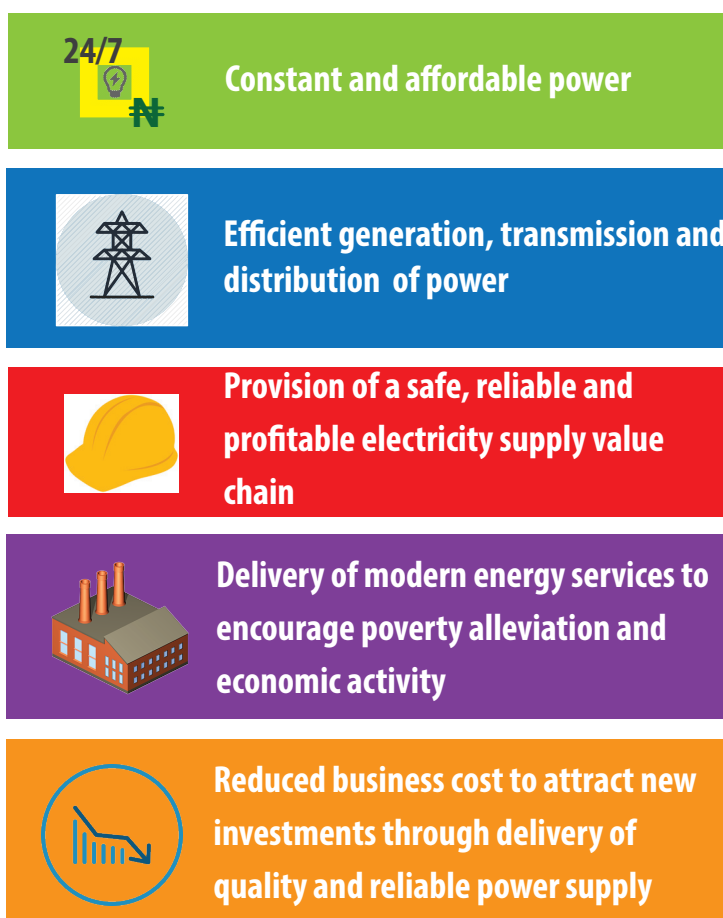 24/7
₦
Constant and affordable power
Efficient generation, transmission and
distribution of power
Provision of a safe, reliable and
profitable electricity supply value
chain
Delivery of modern energy services to
encourage poverty alleviation and
economic activity
Reduced business cost to attract new
investments through delivery of
quality and reliable power supply